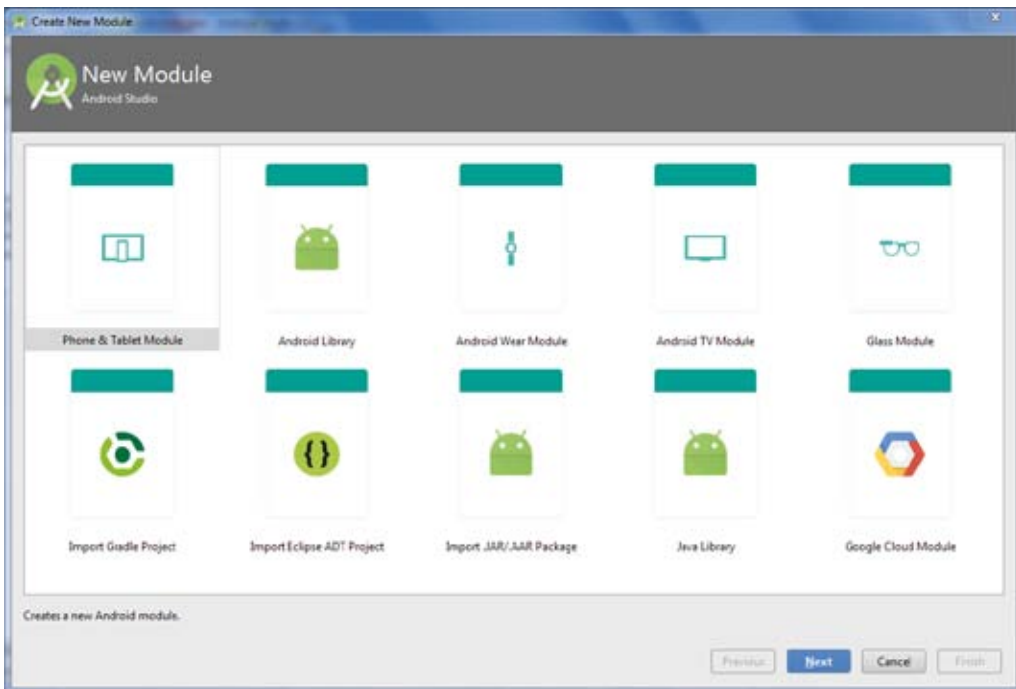 Create New Module
New Module
Android Studio
Phone & Tablet Module
Android Library
Android Wear Module
Android TV Module
Glass Module
Import Gradle Project
Import Eclipse ADT Project
Import .JAR/.AAR Package
Java Library
Google Cloud Module
Creates a new Android module.
Previous
Next
Cancel
Finish